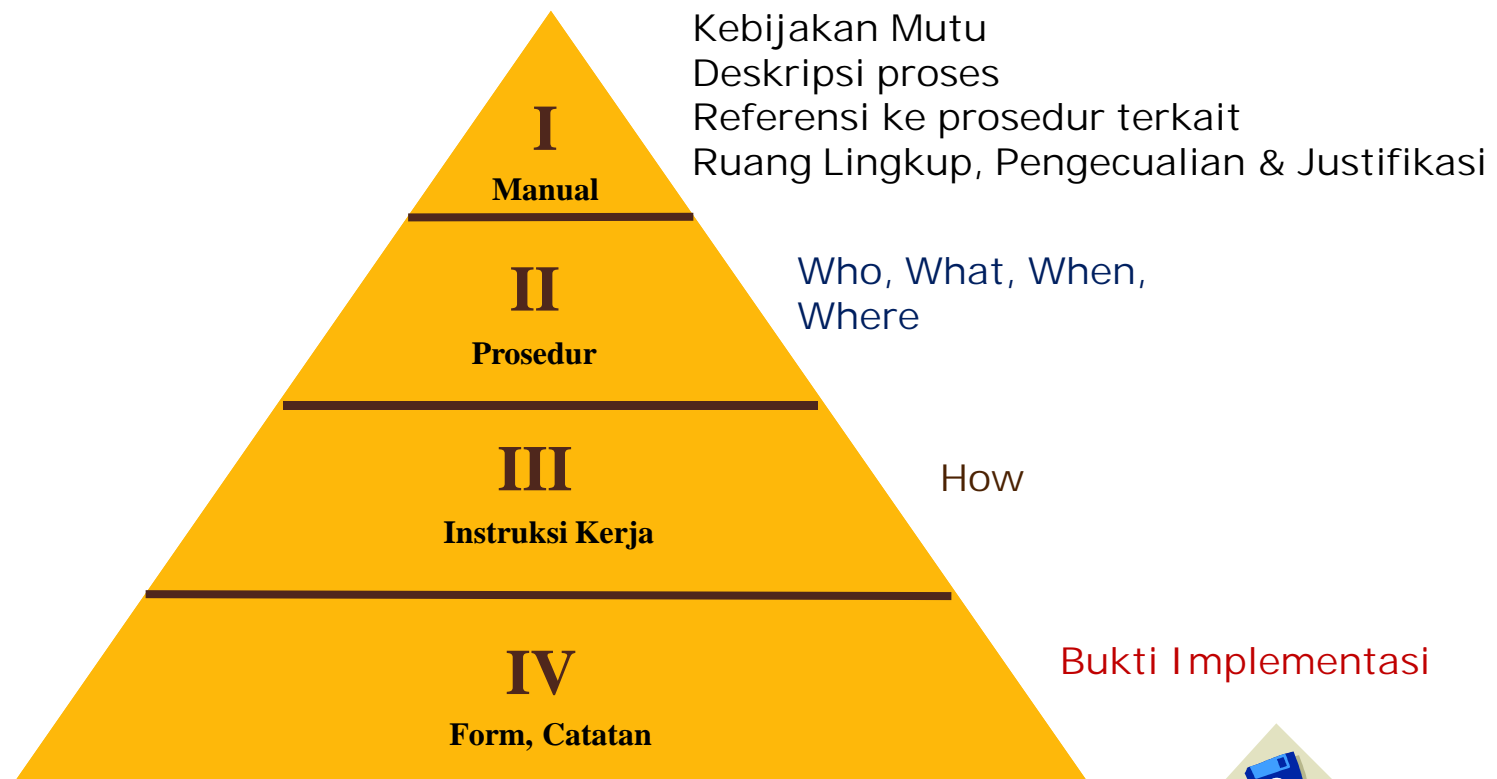 Kebijakan Mutu
Deskripsi proses
Referensi ke prosedur terkait
Ruang Lingkup, Pengecualian & Justifikasi
I
Manual
Who, What, When,
Where
II
Prosedur
How
III
Instruksi Kerja
Bukti Implementasi
IV
Form, Catatan